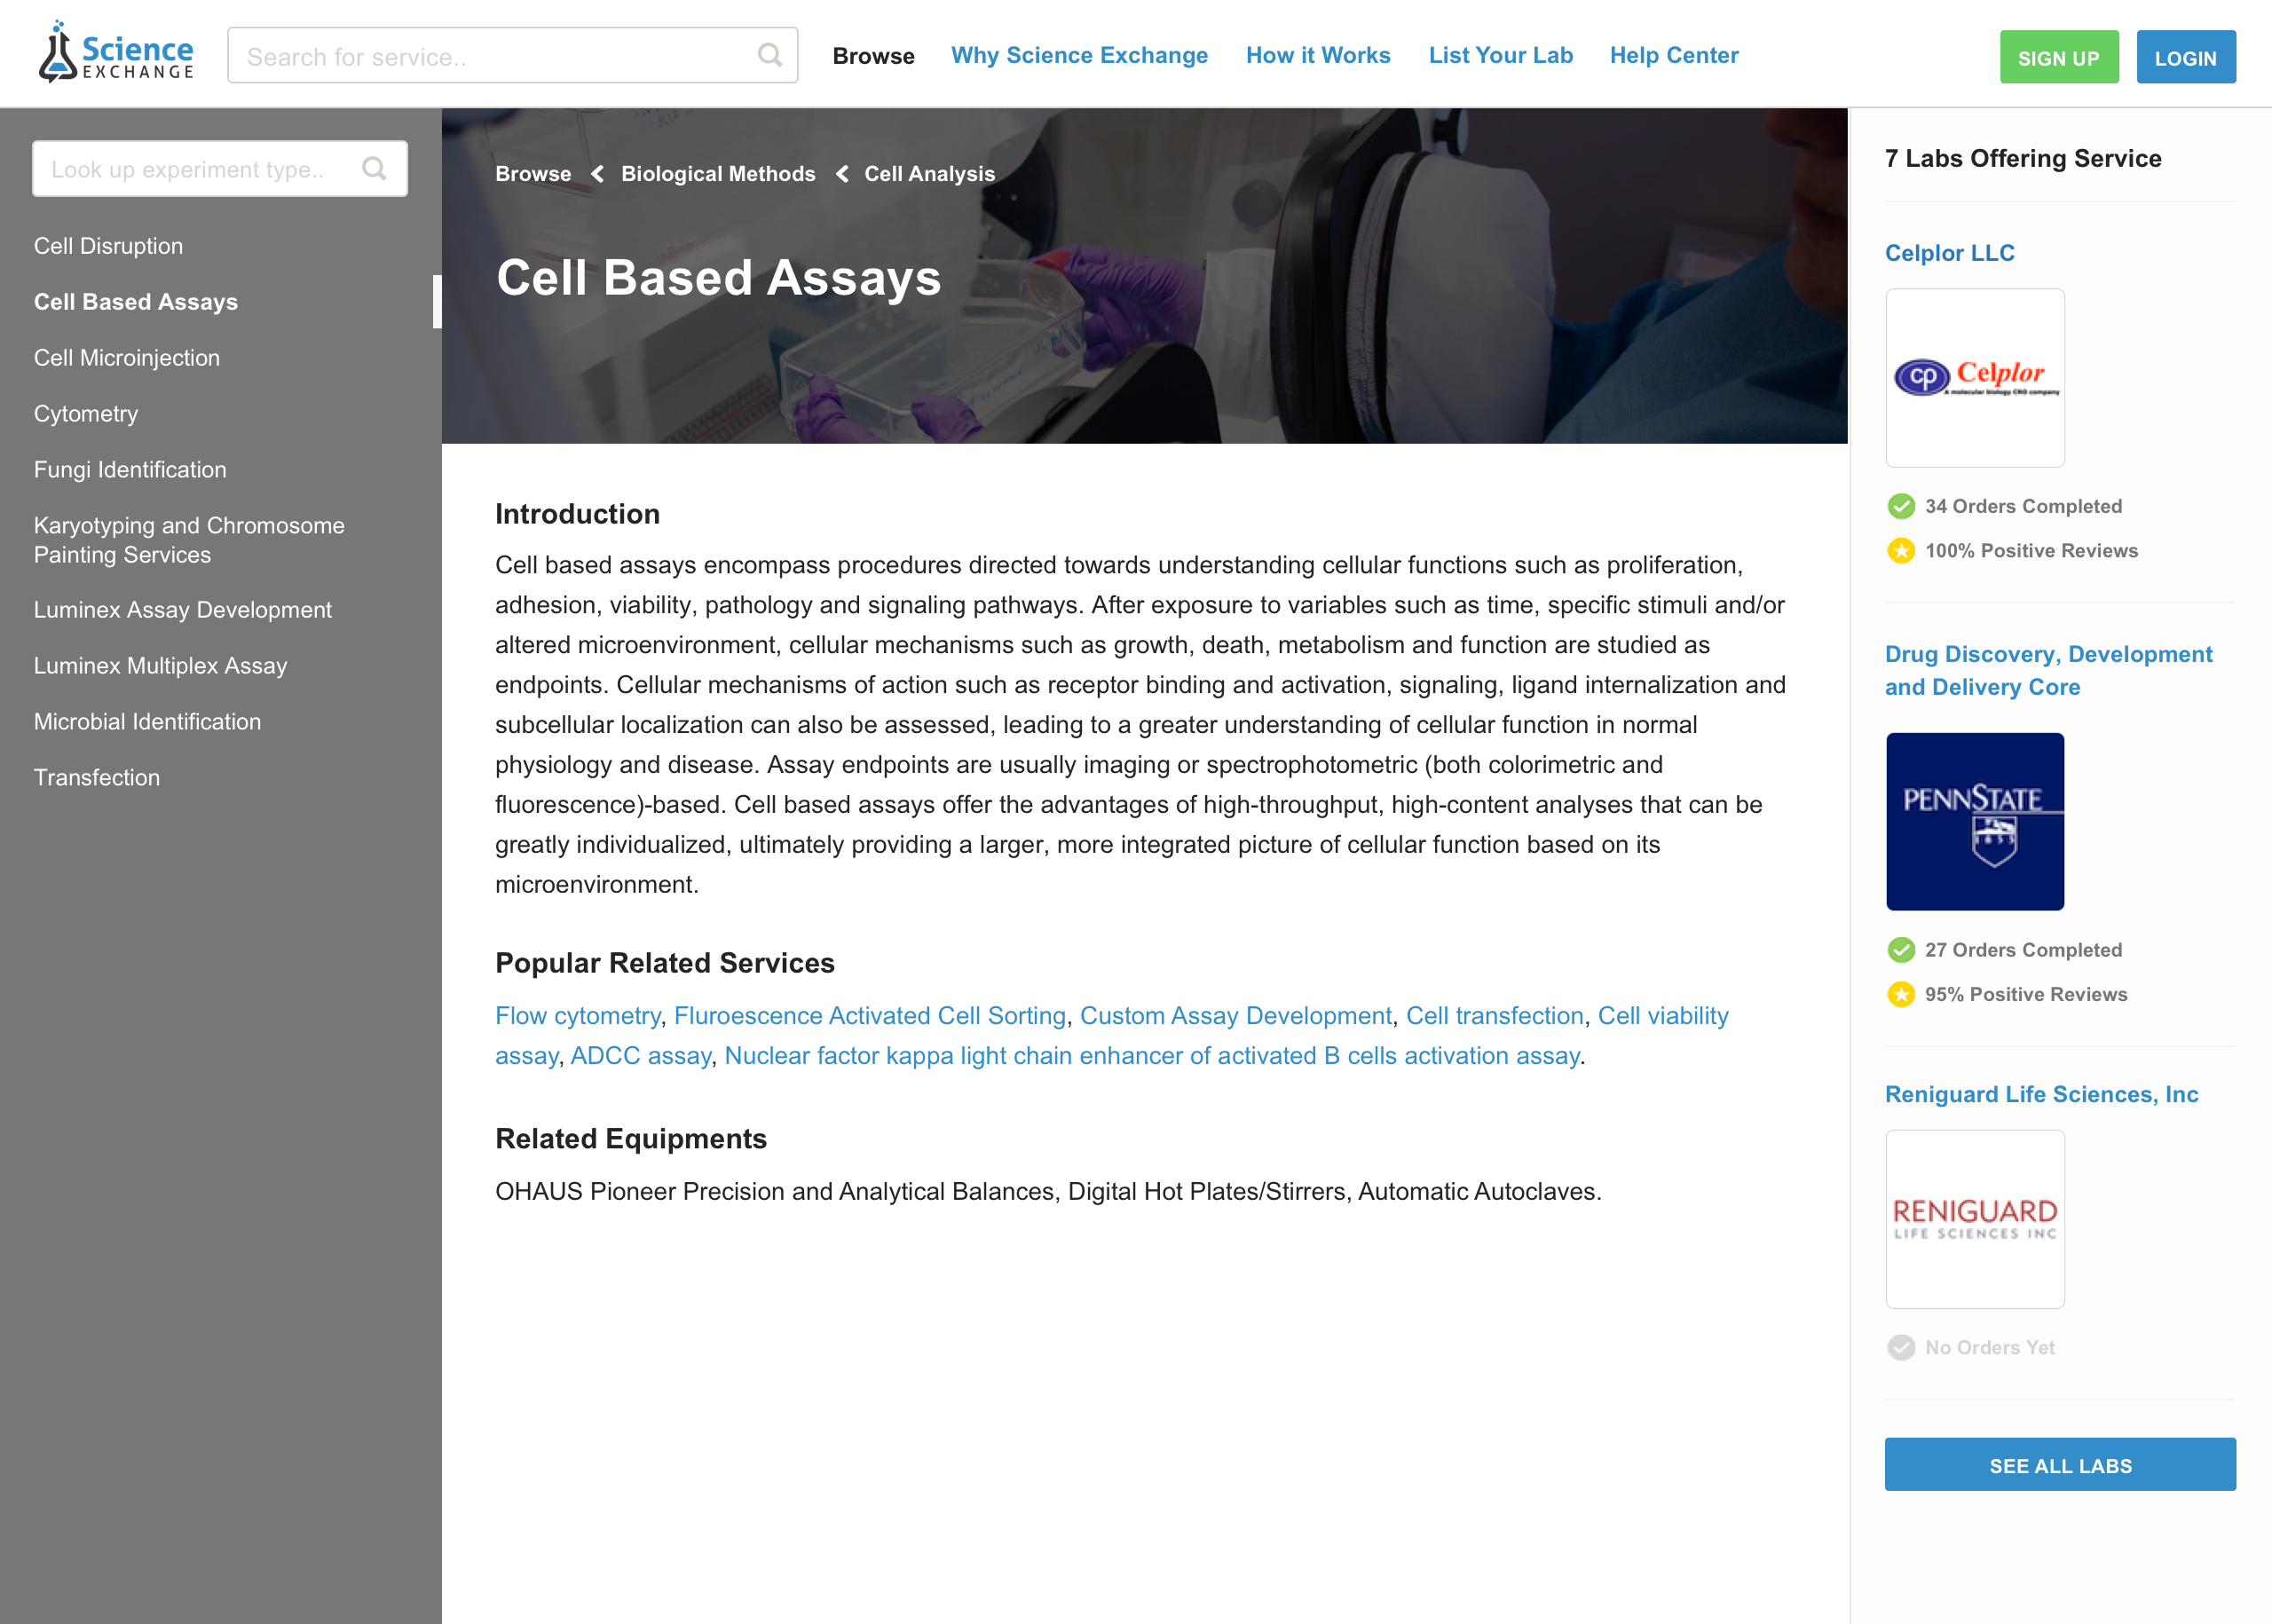 Science
EXCHANGE
Search for service..
Browse
Why Science Exchange
How it Works
List Your Lab
Help Center
SIGN UP
LOGIN
Look up experiment type..
Cell Disruption
Cell Based Assays
Cell Microinjection
Cytometry
Fungi Identification
Karyotyping and Chromosome
Painting Services
Luminex Assay Development
Luminex Multiplex Assay
Microbial Identification
Transfection
Browse Biological Methods Cell Analysis
Cell Based Assays
Introduction
Cell based assays encompass procedures directed towards understanding cellular functions such as proliferation,
adhesion, viability, pathology and signaling pathways. After exposure to variables such as time, specific stimuli and/or
altered microenvironment, cellular mechanisms such as growth, death, metabolism and function are studied as
endpoints. Cellular mechanisms of action such as receptor binding and activation, signaling, ligand internalization and
subcellular localization can also be assessed, leading to a greater understanding of cellular function in normal
physiology and disease. Assay endpoints are usually imaging or spectrophotometric (both colorimetric and
fluorescence)-based. Cell based assays offer the advantages of high-throughput, high-content analyses that can be
greatly individualized, ultimately providing a larger, more integrated picture of cellular function based on its
microenvironment.
Popular Related Services
Flow cytometry, Fluroescence Activated Cell Sorting, Custom Assay Development, Cell transfection, Cell viability
assay, ADCC assay, Nuclear factor kappa light chain enhancer of activated B cells activation assay.
Related Equipments
OHAUS Pioneer Precision and Analytical Balances, Digital Hot Plates/Stirrers, Automatic Autoclaves.
7 Labs Offering Service
Celplor LLC
cp Celplor
A molecular biology CRO company
34 Orders Completed
100% Positive Reviews
Drug Discovery, Development
and Delivery Core
PENNSTATE
1855
27 Orders Completed
95% Positive Reviews
Reniguard Life Sciences, Inc
RENIGUARD
LIFE SCIENCES INC
No Orders Yet
SEE ALL LABS